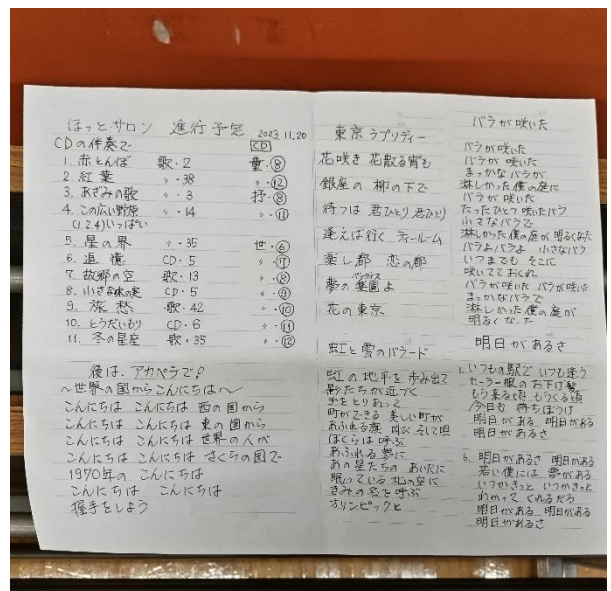 ほっとサロン 進行予定 2023.11.20
CDの伴奏で CD
1. 赤とんぼ 歌・2 童・⑧
2. 紅葉 〃・38 〃・⑫
3. あざみの歌 〃・3 抒・⑧
4. この広い野原 〃・14 〃・⑪
(1.2.4)いっぱい
5. 星の界 〃・35 世・⑥
6. 追憶 CD・5 〃・⑦
7. 故郷の空 歌・13 〃・⑧
8. 小さな木の実 CD・5 〃・⑨
9. 旅愁 歌・42 〃・⑩
10. とうだいもり CD・6 〃・⑪
11. 冬の星座 歌・35 〃・⑫
後は、アカペラで♪
～世界の国からこんにちは～
こんにちは こんにちは 西の国から
こんにちは こんにちは 東の国から
こんにちは こんにちは 世界の人が
こんにちは こんにちは さくらの国で
1970年の こんにちは
こんにちは こんにちは
握手をしよう
東京ラプソディー
花咲き 花散る宵も
銀座の 柳の下で
待つは 君ひとり 君ひとり
逢えば行く ティールーム
楽し都 恋の都
夢の楽園よ
花の東京
虹と雪のバラード
虹の地平を 歩み出て
影たちが近づく
手をとりあって
町ができる 美しい町が
あふれる旗 叫び そして唄
ぼくらは呼ぶ
あふれる夢に
あの星たちの あいだに
眠っている 北の空に
きみの名を呼ぶ
オリンピックと
バラが咲いた
バラが咲いた
バラが咲いた
まっかなバラが
淋しかった僕の庭に
バラが咲いた
たったひとつ 咲いたバラ
小さなバラで
淋しかった僕の庭が 明るくなった
バラよバラよ 小さなバラ
いつまでも そこに
咲いてておくれ
バラが咲いた バラが咲いた
まっかなバラで
淋しかった僕の庭が
明るくなった
明日があるさ
1. いつもの駅で いつも逢う
セーラー服の お下げ髪
もう来る頃 もうくる頃
今日も 待ちぼうけ
明日がある 明日がある
明日があるさ
明日があるさ 明日がある
若い僕には 夢がある
いつかきっと いつかきっと
わかって くれるだろ
明日がある 明日がある
明日があるさ